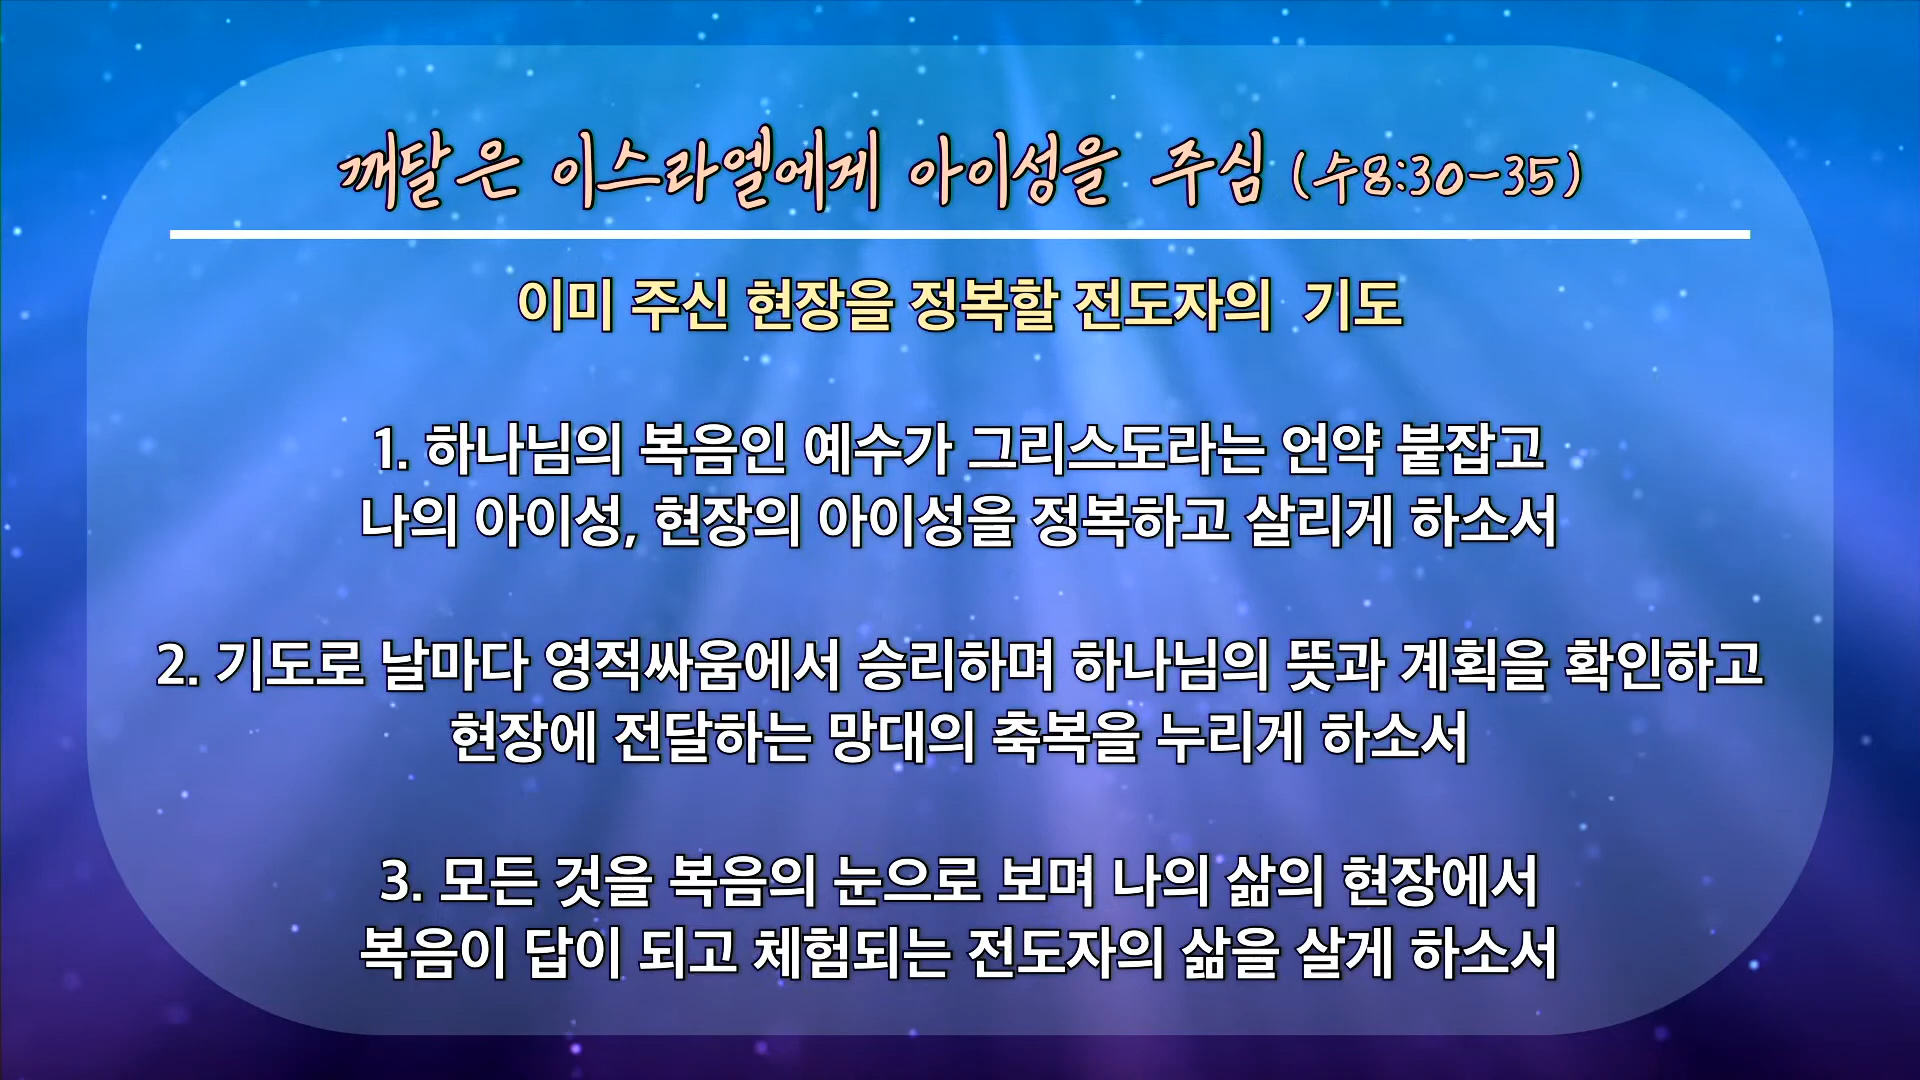 깨달은 이스라엘에게 아이성을 주심 (수8:30-35)
이미 주신 현장을 정복할 전도자의 기도
1. 하나님의 복음인 예수가 그리스도라는 언약 붙잡고
나의 아이성, 현장의 아이성을 정복하고 살리게 하소서
2. 기도로 날마다 영적싸움에서 승리하며 하나님의 뜻과 계획을 확인하고
현장에 전달하는 망대의 축복을 누리게 하소서
3. 모든 것을 복음의 눈으로 보며 나의 삶의 현장에서
복음이 답이 되고 체험되는 전도자의 삶을 살게 하소서